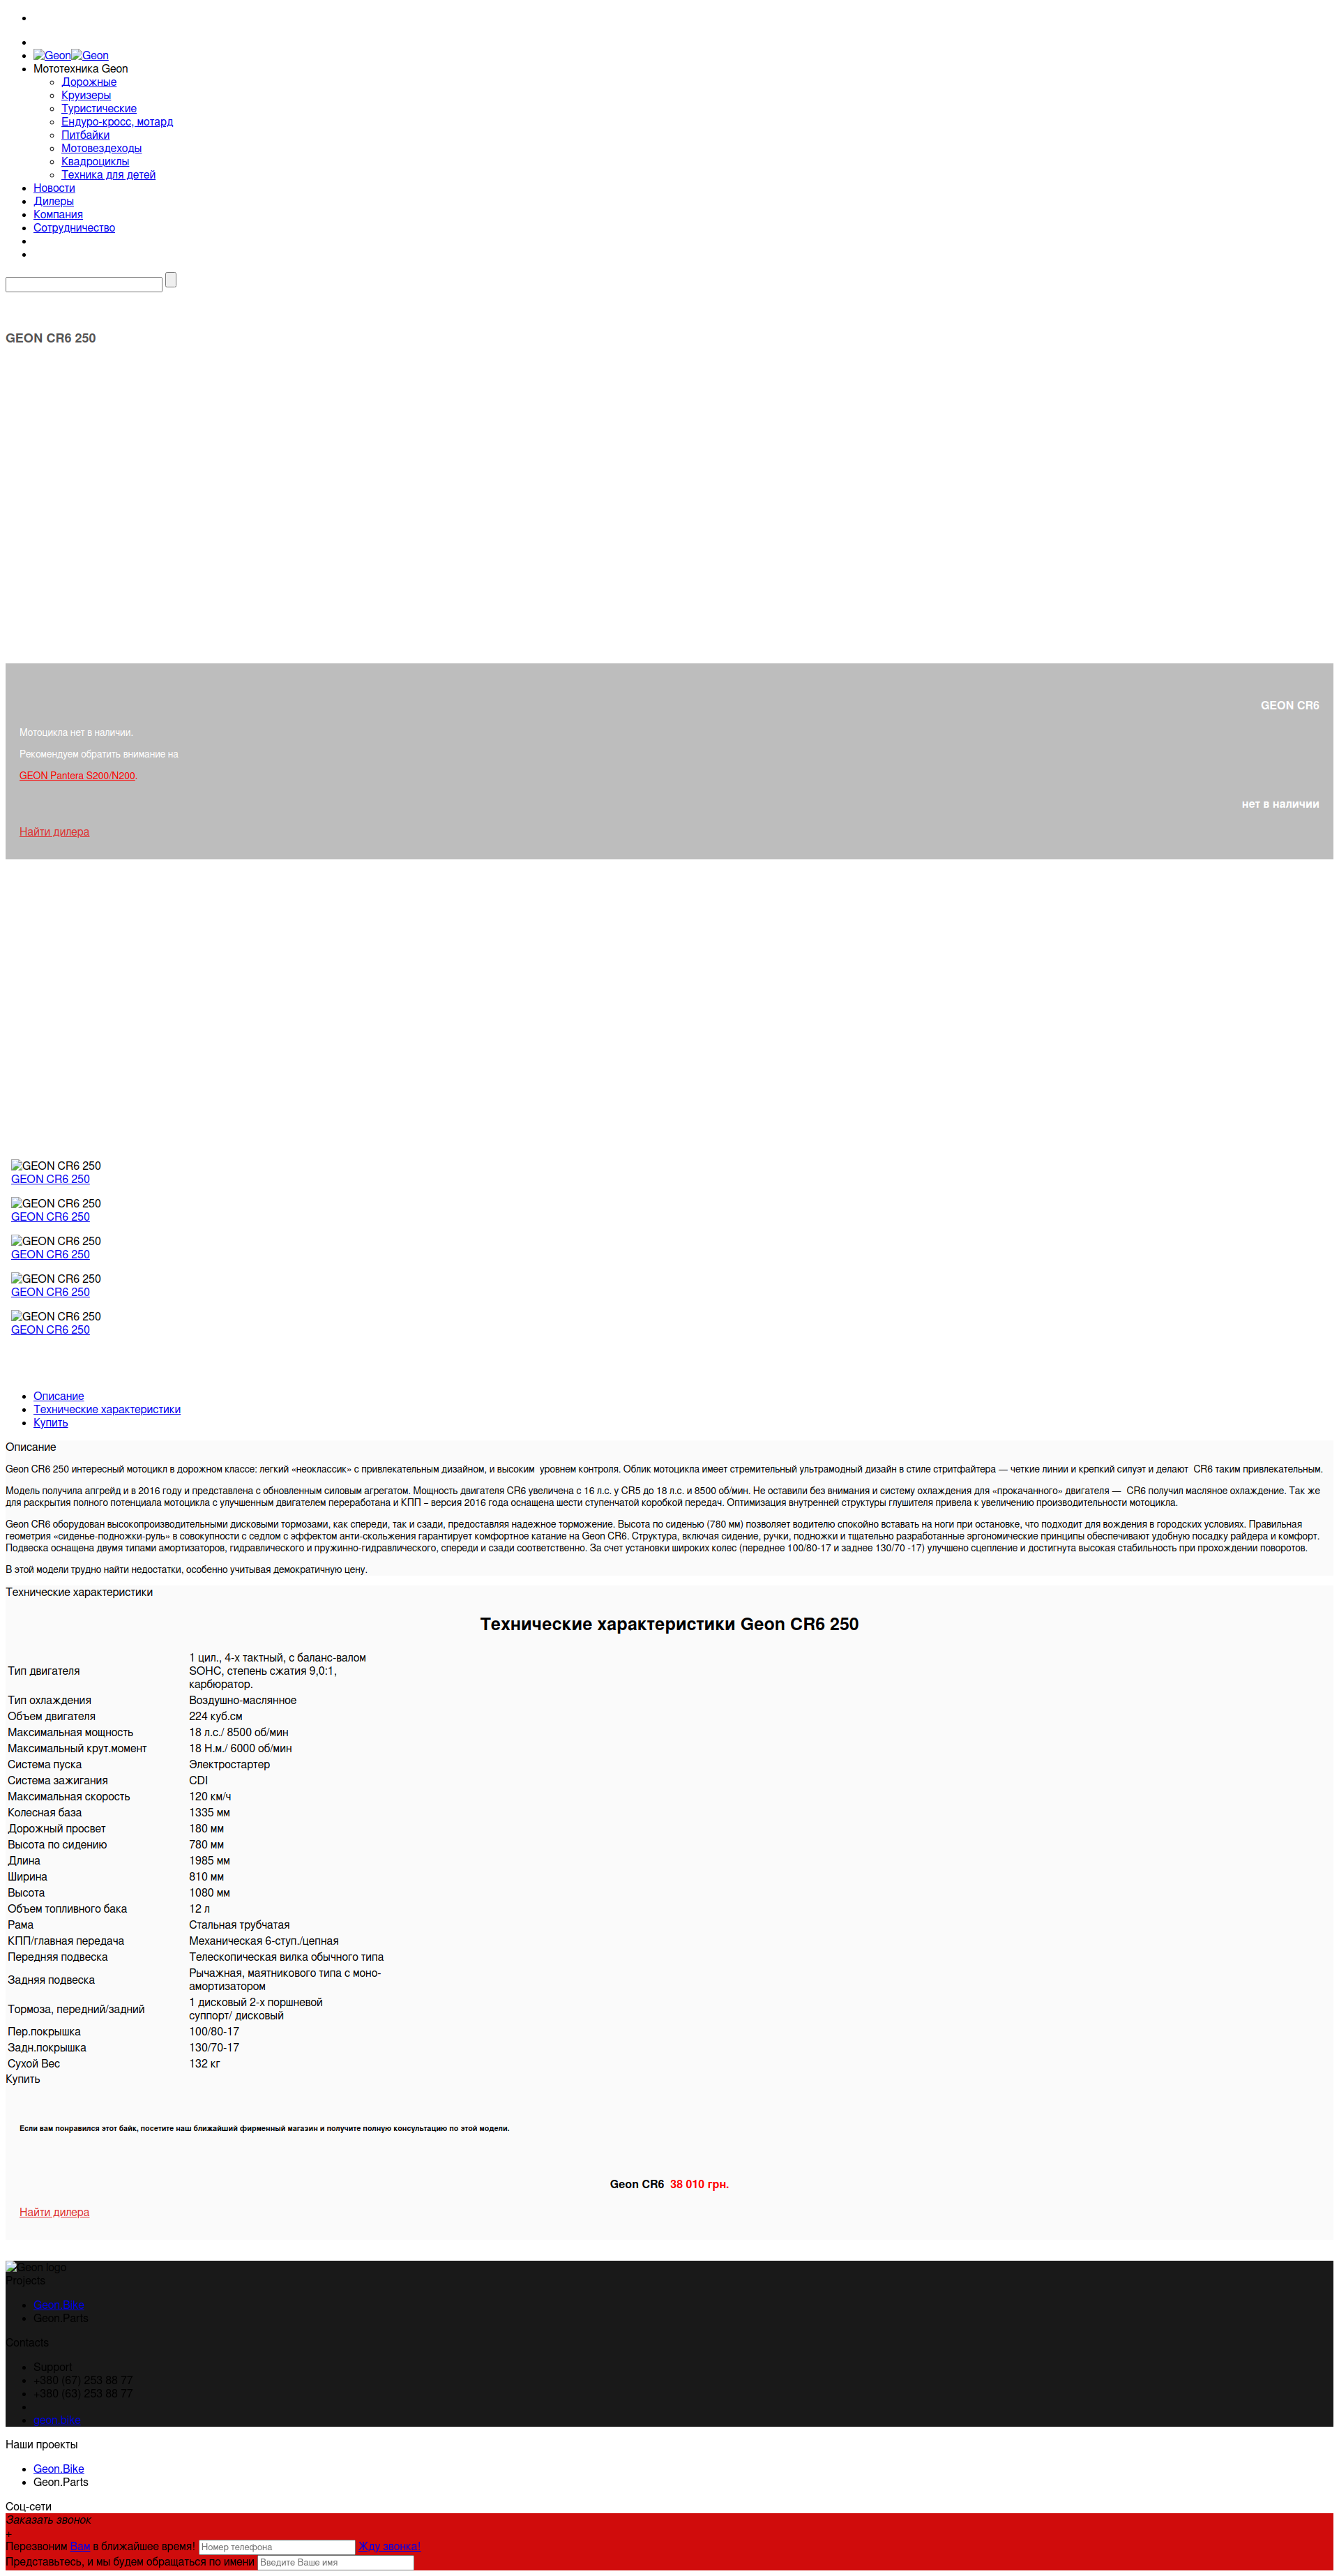 Geon Geon
Мототехника Geon
Дорожные
Круизеры
Туристические
Ендуро-кросс, мотард
Питбайки
Мотовездеходы
Квадроциклы
Техника для детей
Новости
Дилеры
Компания
Сотрудничество
GEON CR6 250
GEON CR6
Мотоцикла нет в наличии.
Рекомендуем обратить внимание на
GEON Pantera S200/N200.
нет в наличии
Найти дилера
GEON CR6 250
GEON CR6 250
GEON CR6 250
GEON CR6 250
GEON CR6 250
GEON CR6 250
GEON CR6 250
GEON CR6 250
GEON CR6 250
GEON CR6 250
Описание
Технические характеристики
Купить
Описание
Geon CR6 250 интересный мотоцикл в дорожном классе: легкий «неоклассик» с привлекательным дизайном, и высоким  уровнем контроля. Облик мотоцикла имеет стремительный ультрамодный дизайн в стиле стритфайтера — четкие линии и крепкий силуэт и делают  CR6 таким привлекательным.
Модель получила апгрейд и в 2016 году и представлена с обновленным силовым агрегатом. Мощность двигателя CR6 увеличена с 16 л.с. у CR5 до 18 л.с. и 8500 об/мин. Не оставили без внимания и систему охлаждения для «прокачанного» двигателя —  CR6 получил масляное охлаждение. Так же
для раскрытия полного потенциала мотоцикла с улучшенным двигателем переработана и КПП – версия 2016 года оснащена шести ступенчатой коробкой передач. Оптимизация внутренней структуры глушителя привела к увеличению производительности мотоцикла.
Geon CR6 оборудован высокопроизводительными дисковыми тормозами, как спереди, так и сзади, предоставляя надежное торможение. Высота по сиденью (780 мм) позволяет водителю спокойно вставать на ноги при остановке, что подходит для вождения в городских условиях. Правильная
геометрия «сиденье-подножки-руль» в совокупности с седлом с эффектом анти-скольжения гарантирует комфортное катание на Geon CR6. Структура, включая сидение, ручки, подножки и тщательно разработанные эргономические принципы обеспечивают удобную посадку райдера и комфорт.
Подвеска оснащена двумя типами амортизаторов, гидравлического и пружинно-гидравлического, спереди и сзади соответственно. За счет установки широких колес (переднее 100/80-17 и заднее 130/70 -17) улучшено сцепление и достигнута высокая стабильность при прохождении поворотов.
В этой модели трудно найти недостатки, особенно учитывая демократичную цену.
Технические характеристики
Технические характеристики Geon CR6 250
Тип двигателя 1 цил., 4-х тактный, с баланс-валом
SOHC, степень сжатия 9,0:1,
карбюратор.
Тип охлаждения Воздушно-маслянное
Объем двигателя 224 куб.см
Максимальная мощность 18 л.с./ 8500 об/мин
Максимальный крут.момент 18 Н.м./ 6000 об/мин
Система пуска Электростартер
Система зажигания CDI
Максимальная скорость 120 км/ч
Колесная база 1335 мм
Дорожный просвет 180 мм
Высота по сидению 780 мм
Длина 1985 мм
Ширина 810 мм
Высота 1080 мм
Объем топливного бака 12 л
Рама Стальная трубчатая
КПП/главная передача Механическая 6-ступ./цепная
Передняя подвеска Телескопическая вилка обычного типа
Задняя подвеска Рычажная, маятникового типа с моно-
амортизатором
Тормоза, передний/задний 1 дисковый 2-х поршневой
суппорт/ дисковый
Пер.покрышка 100/80-17
Задн.покрышка 130/70-17
Сухой Вес 132 кг
Купить
Если вам понравился этот байк, посетите наш ближайший фирменный магазин и получите полную консультацию по этой модели.
Geon CR6  38 010 грн.
Найти дилера
Geon logo
Projects
Geon.Bike
Geon.Parts
Contacts
Support
+380 (67) 253 88 77
+380 (63) 253 88 77
geon.bike
Наши проекты
Geon.Bike
Geon.Parts
Соц-сети
Заказать звонок
+
Перезвоним Вам в ближайшее время! Номер телефона Жду звонка!
Представьтесь, и мы будем обращаться по имени Введите Ваше имя